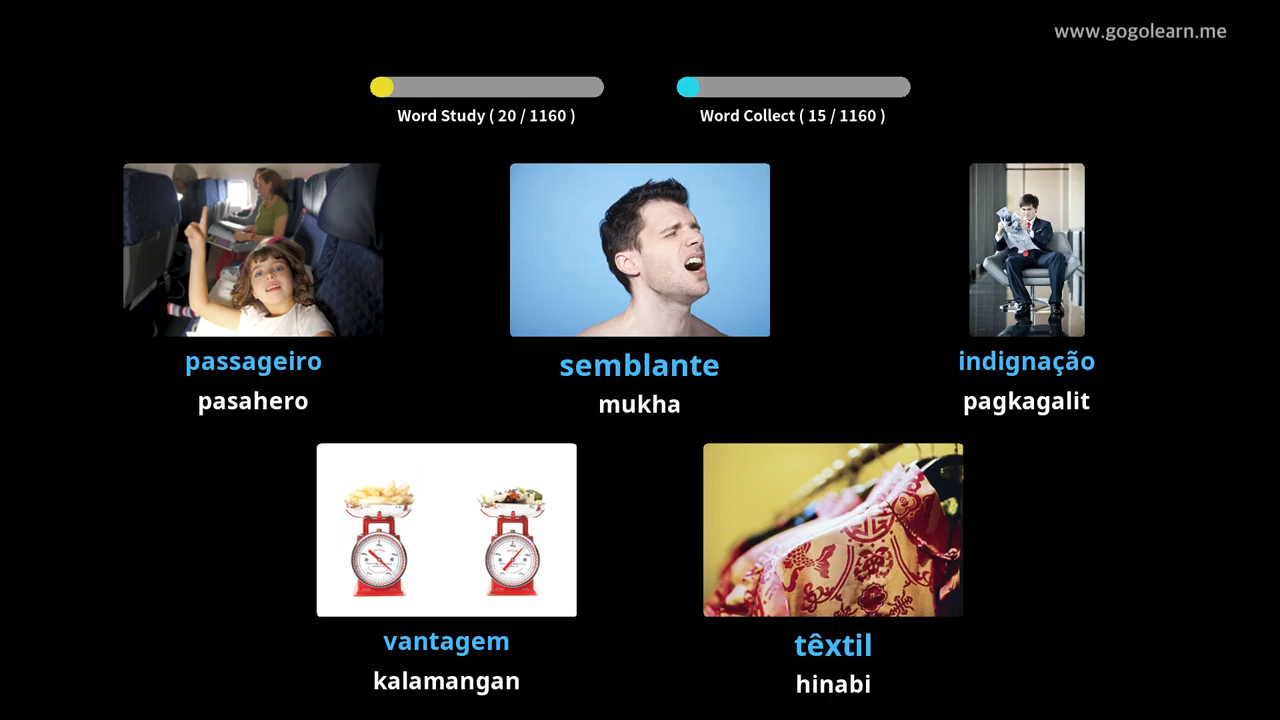 www.gogolearn.me
Word Study ( 20 / 1160 )
Word Collect ( 15 / 1160 )
passageiro
semblante
indignação
pasahero
mukha
pagkagalit
vantagem
têxtil
kalamangan
hinabi